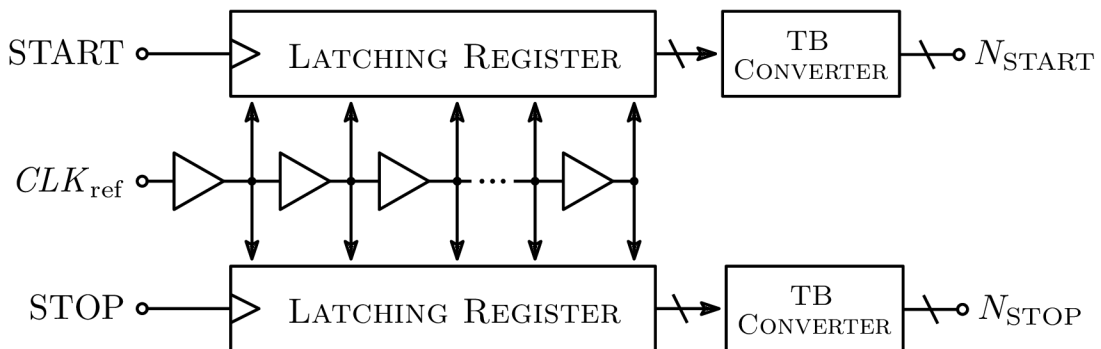 START
LATCHING REGISTER
TB
CONVERTER
N_START
CLK_ref
...
STOP
LATCHING REGISTER
TB
CONVERTER
N_STOP